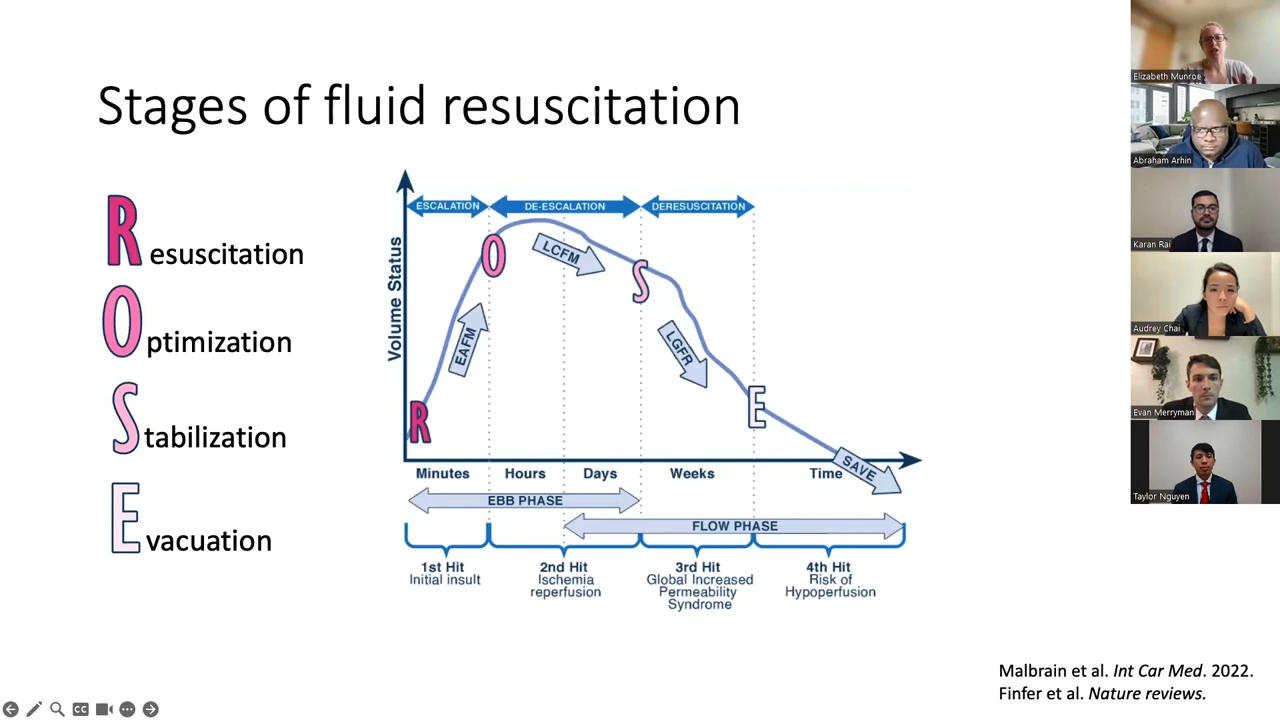 Stages of fluid resuscitation
Resuscitation
Optimization
Stabilization
Evacuation
ESCALATION
DE-ESCALATION
DERESUSCITATION
Volume Status
R
O
S
E
EAFM
LCFM
LGFR
SAVE
Minutes
Hours
Days
Weeks
Time
EBB PHASE
FLOW PHASE
1st Hit
Initial insult
2nd Hit
Ischemia
reperfusion
3rd Hit
Global Increased
Permeability
Syndrome
4th Hit
Risk of
Hypoperfusion
Malbrain et al. Int Car Med. 2022.
Finfer et al. Nature reviews.
CC
Elizabeth Munroe
Abraham Arhin
Karan Rai
Audrey Chai
Evan Merryman
Taylor Nguyen